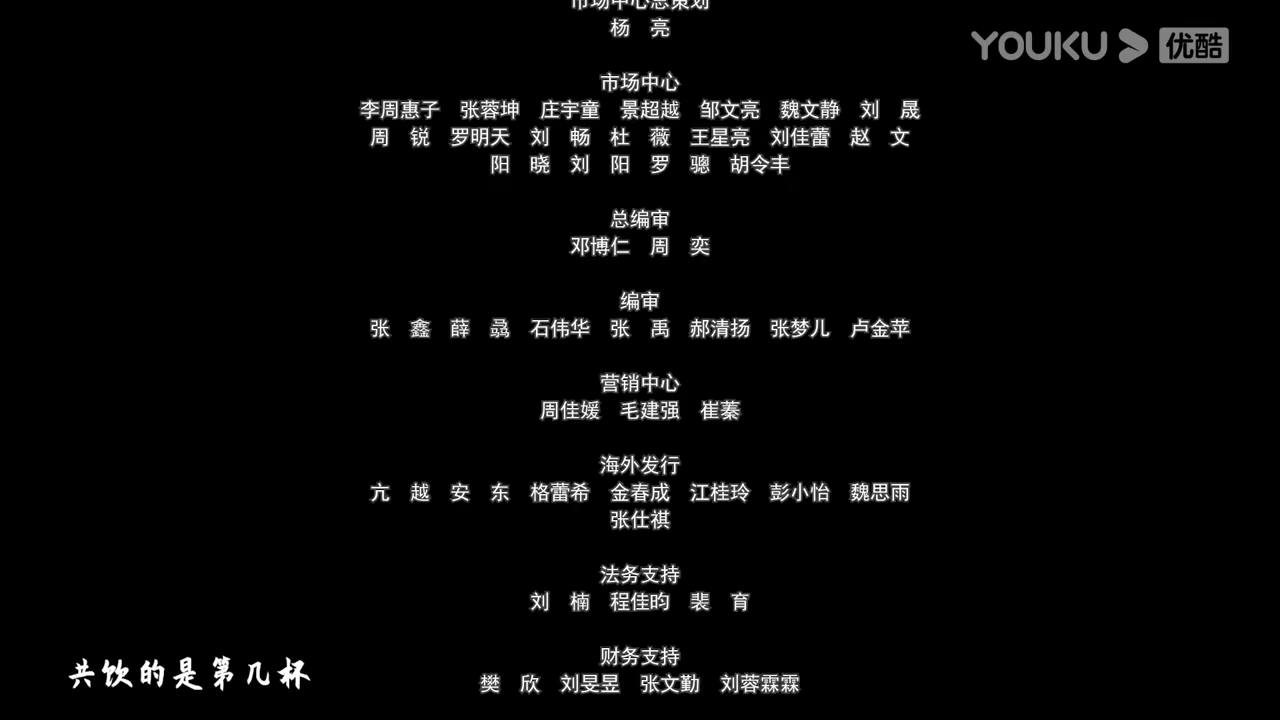 市场中心总策划
杨　亮
YOUKU 优酷
市场中心
李周惠子　张蓉坤　庄宇童　景超越　邹文亮　魏文静　刘　晟
周　锐　罗明天　刘　畅　杜　薇　王星亮　刘佳蕾　赵　文
阳　晓　刘　阳　罗　骢　胡令丰
总编审
邓博仁　周　奕
编审
张　鑫　薛　骉　石伟华　张　禹　郝清扬　张梦儿　卢金苹
营销中心
周佳媛　毛建强　崔蓁
海外发行
亢　越　安　东　格蕾希　金春成　江桂玲　彭小怡　魏思雨
张仕祺
法务支持
刘　楠　程佳昀　裴　育
财务支持
樊　欣　刘旻昱　张文勤　刘蓉霖霖
共饮的是第几杯